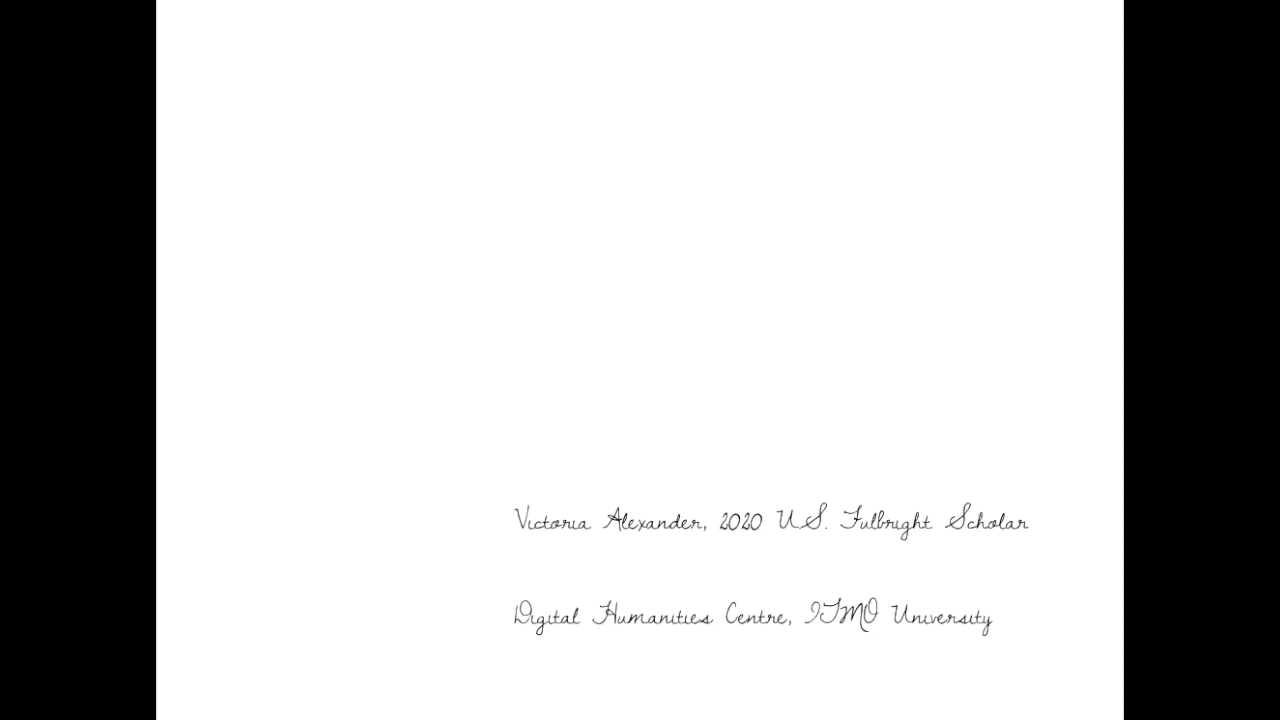 Victoria Alexander, 2020 U.S. Fulbright Scholar
Digital Humanities Centre, ITMO University